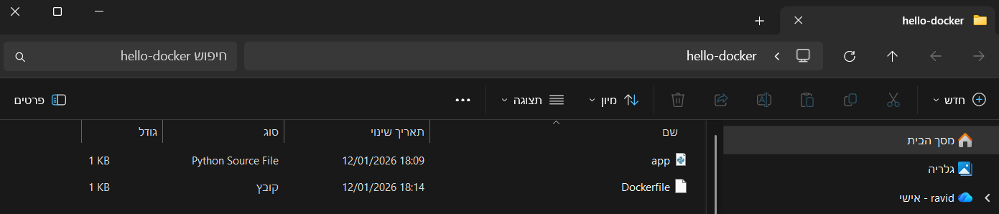 hello-docker
hello-docker
חיפוש hello-docker
חדש
מיון
תצוגה
פרטים
מסך הבית
גלריה
ravid - אישי
שם תאריך שינוי סוג גודל
app 12/01/2026 18:09 Python Source File 1 KB
Dockerfile 12/01/2026 18:14 קובץ 1 KB